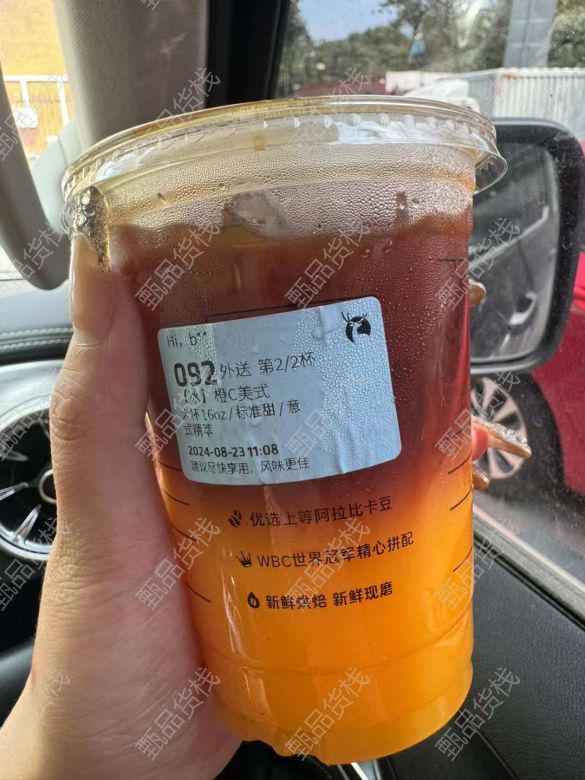 Hi, b**
092 外送 第2/2杯
【冰】橙C美式
大杯16oz/标准甜/意
式精萃
2024-08-23 11:08
建议尽快享用，风味更佳
优选上等阿拉比卡豆
WBC世界冠军精心拼配
新鲜烘焙 新鲜现磨
甄品货栈